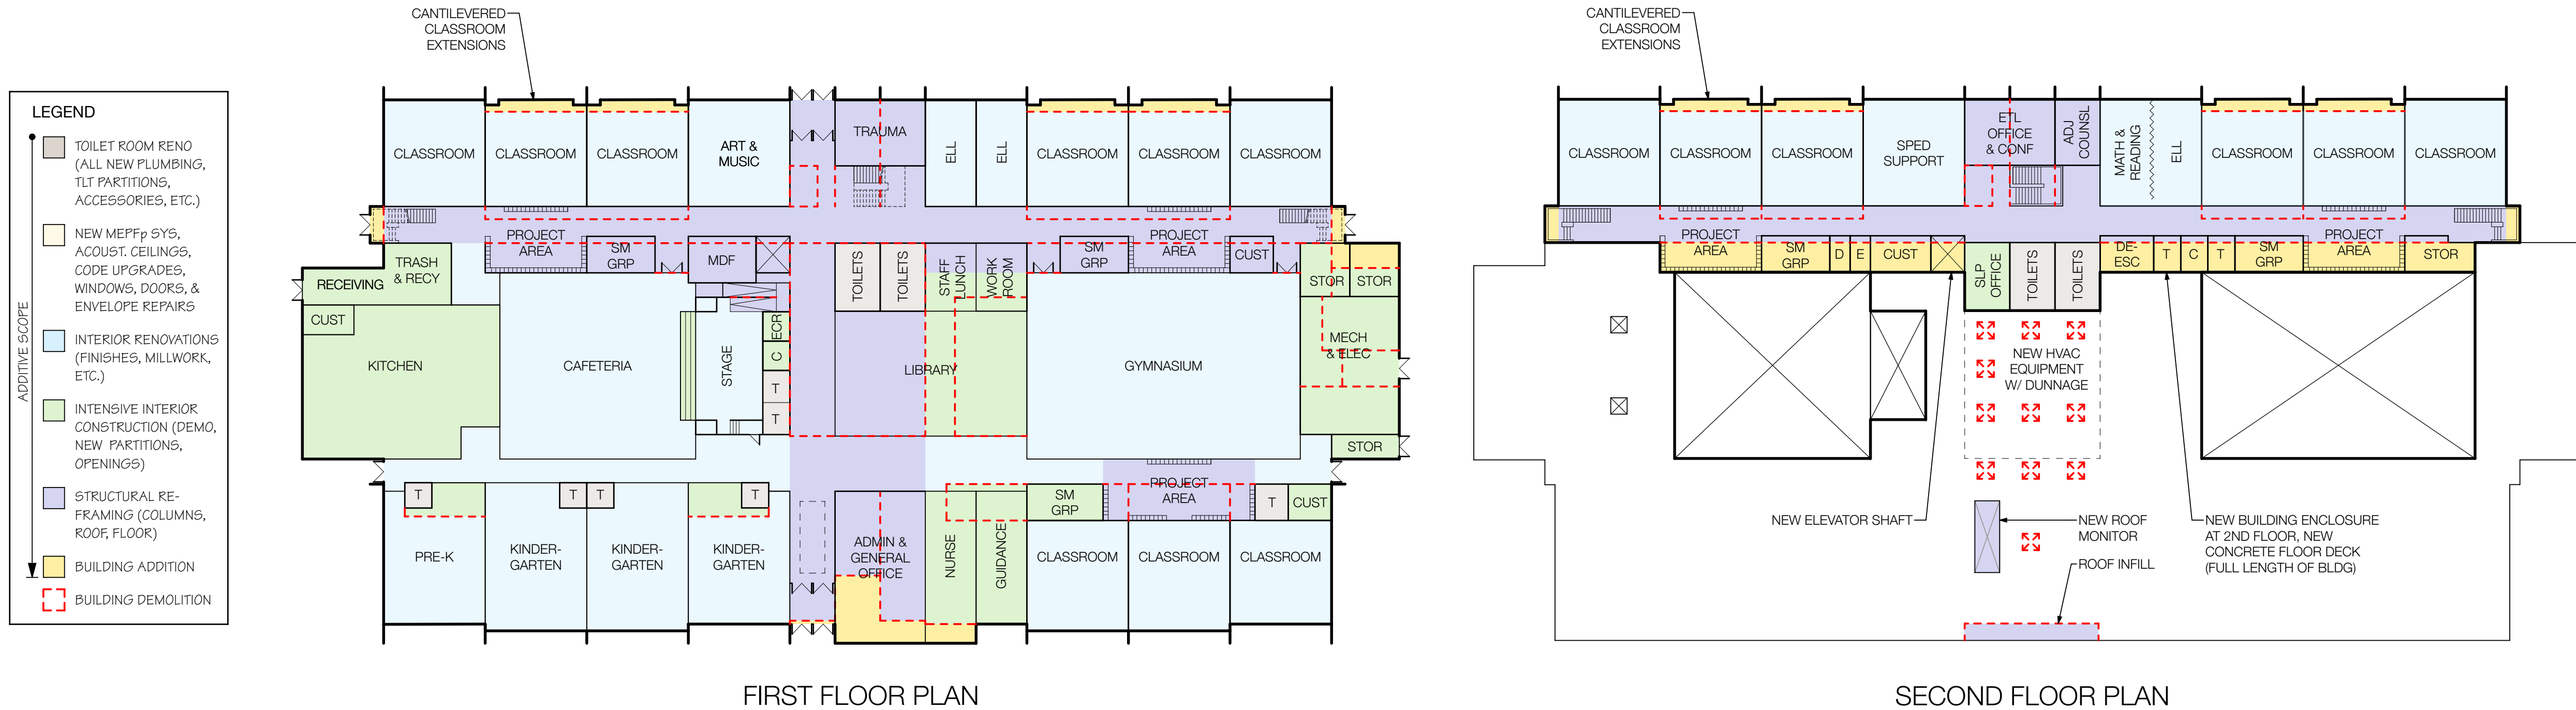 CANTILEVERED
CLASSROOM
EXTENSIONS
LEGEND
ADDITIVE SCOPE
TOILET ROOM RENO
(ALL NEW PLUMBING,
TLT PARTITIONS,
ACCESSORIES, ETC.)
NEW MEPFp SYS,
ACOUST. CEILINGS,
CODE UPGRADES,
WINDOWS, DOORS, &
ENVELOPE REPAIRS
INTERIOR RENOVATIONS
(FINISHES, MILLWORK,
ETC.)
INTENSIVE INTERIOR
CONSTRUCTION (DEMO,
NEW PARTITIONS,
OPENINGS)
STRUCTURAL RE-
FRAMING (COLUMNS,
ROOF, FLOOR)
BUILDING ADDITION
BUILDING DEMOLITION
CLASSROOM
CLASSROOM
CLASSROOM
ART &
MUSIC
TRAUMA
ELL
ELL
CLASSROOM
CLASSROOM
CLASSROOM
PROJECT
AREA
SM
GRP
MDF
TRASH
& RECY
RECEIVING
CUST
KITCHEN
CAFETERIA
STAGE
ECR
C
T
T
TOILETS
TOILETS
STAFF
LUNCH
WORK
ROOM
LIBRARY
SM
GRP
PROJECT
AREA
CUST
GYMNASIUM
STOR
STOR
MECH
& ELEC
STOR
T
T
T
T
PRE-K
KINDER-
GARTEN
KINDER-
GARTEN
KINDER-
GARTEN
ADMIN &
GENERAL
OFFICE
NURSE
GUIDANCE
SM
GRP
PROJECT
AREA
T
CUST
CLASSROOM
CLASSROOM
CLASSROOM
FIRST FLOOR PLAN
CANTILEVERED
CLASSROOM
EXTENSIONS
CLASSROOM
CLASSROOM
CLASSROOM
SPED
SUPPORT
ETL
OFFICE
& CONF
ADJ
COUNSL
MATH &
READING
ELL
CLASSROOM
CLASSROOM
CLASSROOM
PROJECT
AREA
SM
GRP
D
E
CUST
SLP
OFFICE
TOILETS
TOILETS
DE-
ESC
T
C
T
SM
GRP
PROJECT
AREA
STOR
NEW HVAC
EQUIPMENT
W/ DUNNAGE
NEW ELEVATOR SHAFT
NEW ROOF
MONITOR
ROOF INFILL
NEW BUILDING ENCLOSURE
AT 2ND FLOOR, NEW
CONCRETE FLOOR DECK
(FULL LENGTH OF BLDG)
SECOND FLOOR PLAN